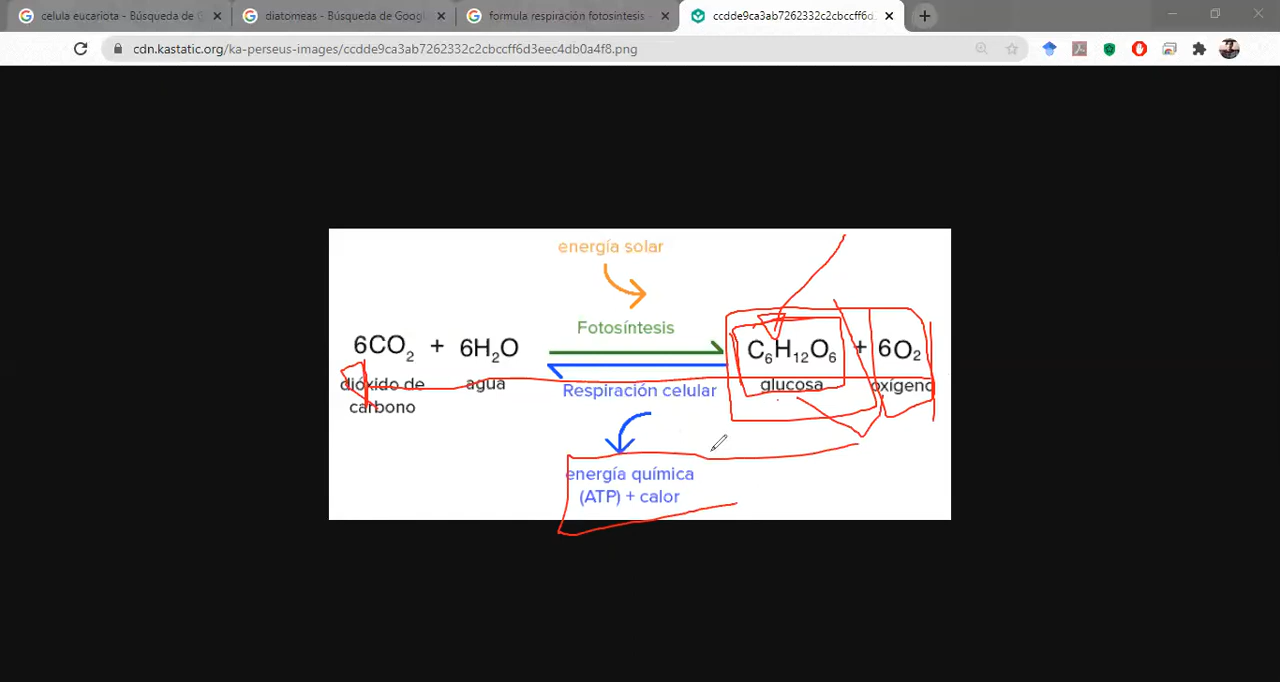 celula eucariota - Búsqueda de G
diatomeas - Búsqueda de Googl
formula respiración fotosíntesis -
ccdde9ca3ab7262332c2cbccff6d
cdn.kastatic.org/ka-perseus-images/ccdde9ca3ab7262332c2cbccff6d3eec4db0a4f8.png
energía solar
Fotosíntesis
6CO₂ + 6H₂O
C₆H₁₂O₆ + 6O₂
dióxido de carbono
agua
Respiración celular
glucosa
oxígeno
energía química
(ATP) + calor